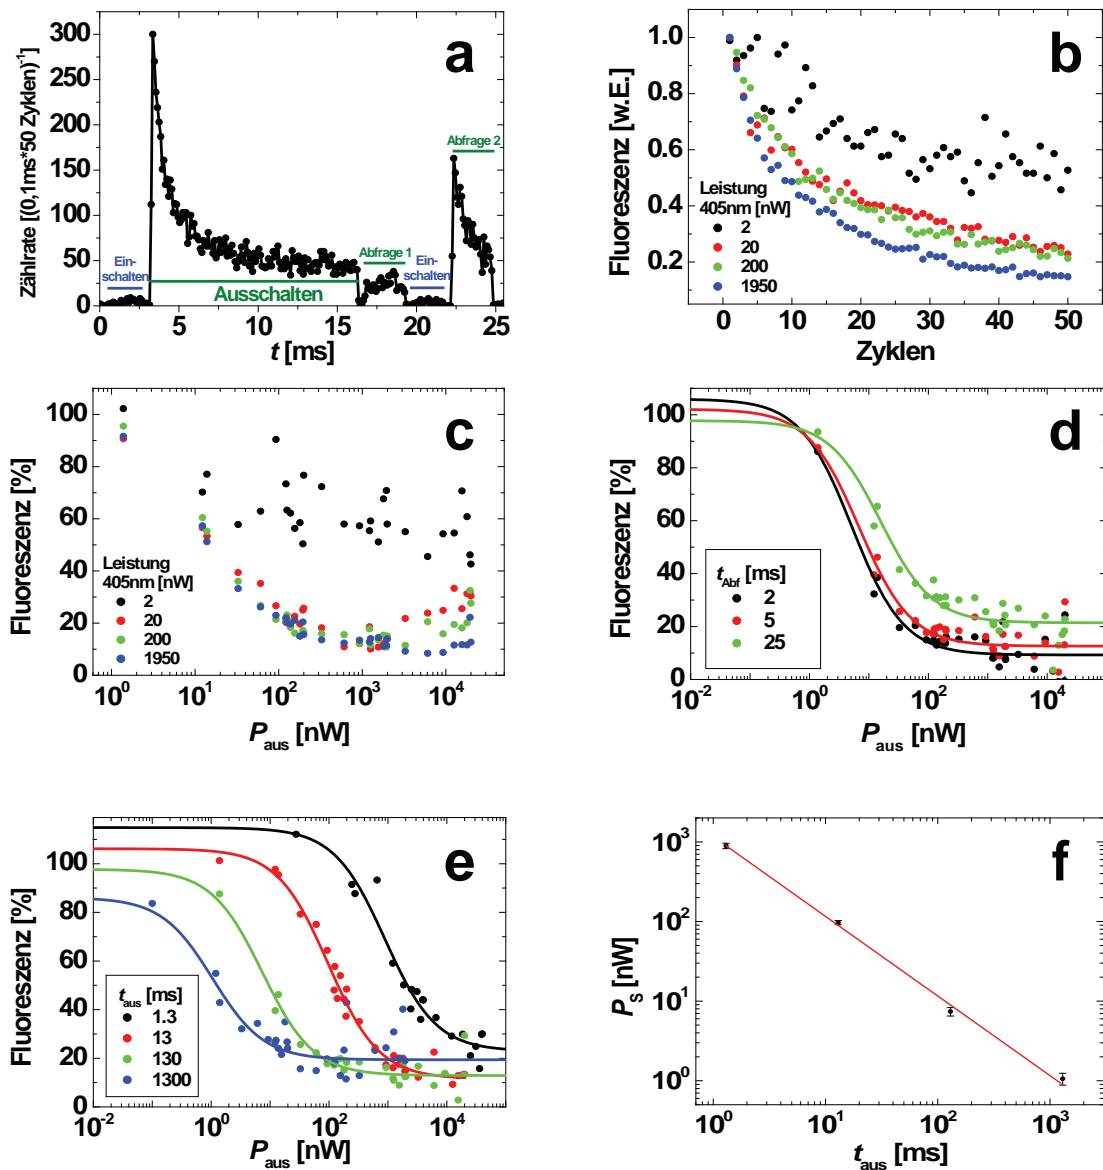 a
Zählrate [(0,1ms*50 Zyklen)⁻¹]
300
250
200
150
100
50
0
Ein-
schalten
Ausschalten
Abfrage 1
Ein-
schalten
Abfrage 2
0 5 10 15 20 25
t [ms]
b
Fluoreszenz [w.E.]
1.0
0.8
0.6
0.4
0.2
Leistung
405nm [nW]
2
20
200
1950
0 10 20 30 40 50
Zyklen
c
Fluoreszenz [%]
100
80
60
40
20
0
Leistung
405nm [nW]
2
20
200
1950
10⁰ 10¹ 10² 10³ 10⁴
P_aus [nW]
d
Fluoreszenz [%]
100
80
60
40
20
0
t_Abf [ms]
2
5
25
10⁻² 10⁰ 10² 10⁴
P_aus [nW]
e
Fluoreszenz [%]
100
80
60
40
20
0
t_aus [ms]
1.3
13
130
1300
10⁻² 10⁰ 10² 10⁴
P_aus [nW]
f
P_S [nW]
10³
10²
10¹
10⁰
10⁰ 10¹ 10² 10³
t_aus [ms]